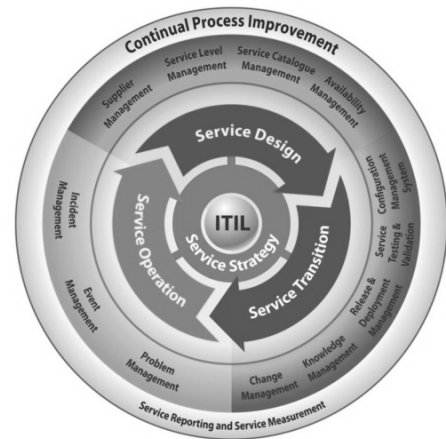 Continual Process Improvement
Supplier
Management
Service Level
Management
Service Catalogue
Management
Availability
Management
Configuration
Management
System
Service
Testing &
Validation
Release &
Deployment
Management
Knowledge
Management
Change
Management
Problem
Management
Event
Management
Incident
Management
Service Design
Service Transition
Service Operation
ITIL
Service Strategy
Service Reporting and Service Measurement